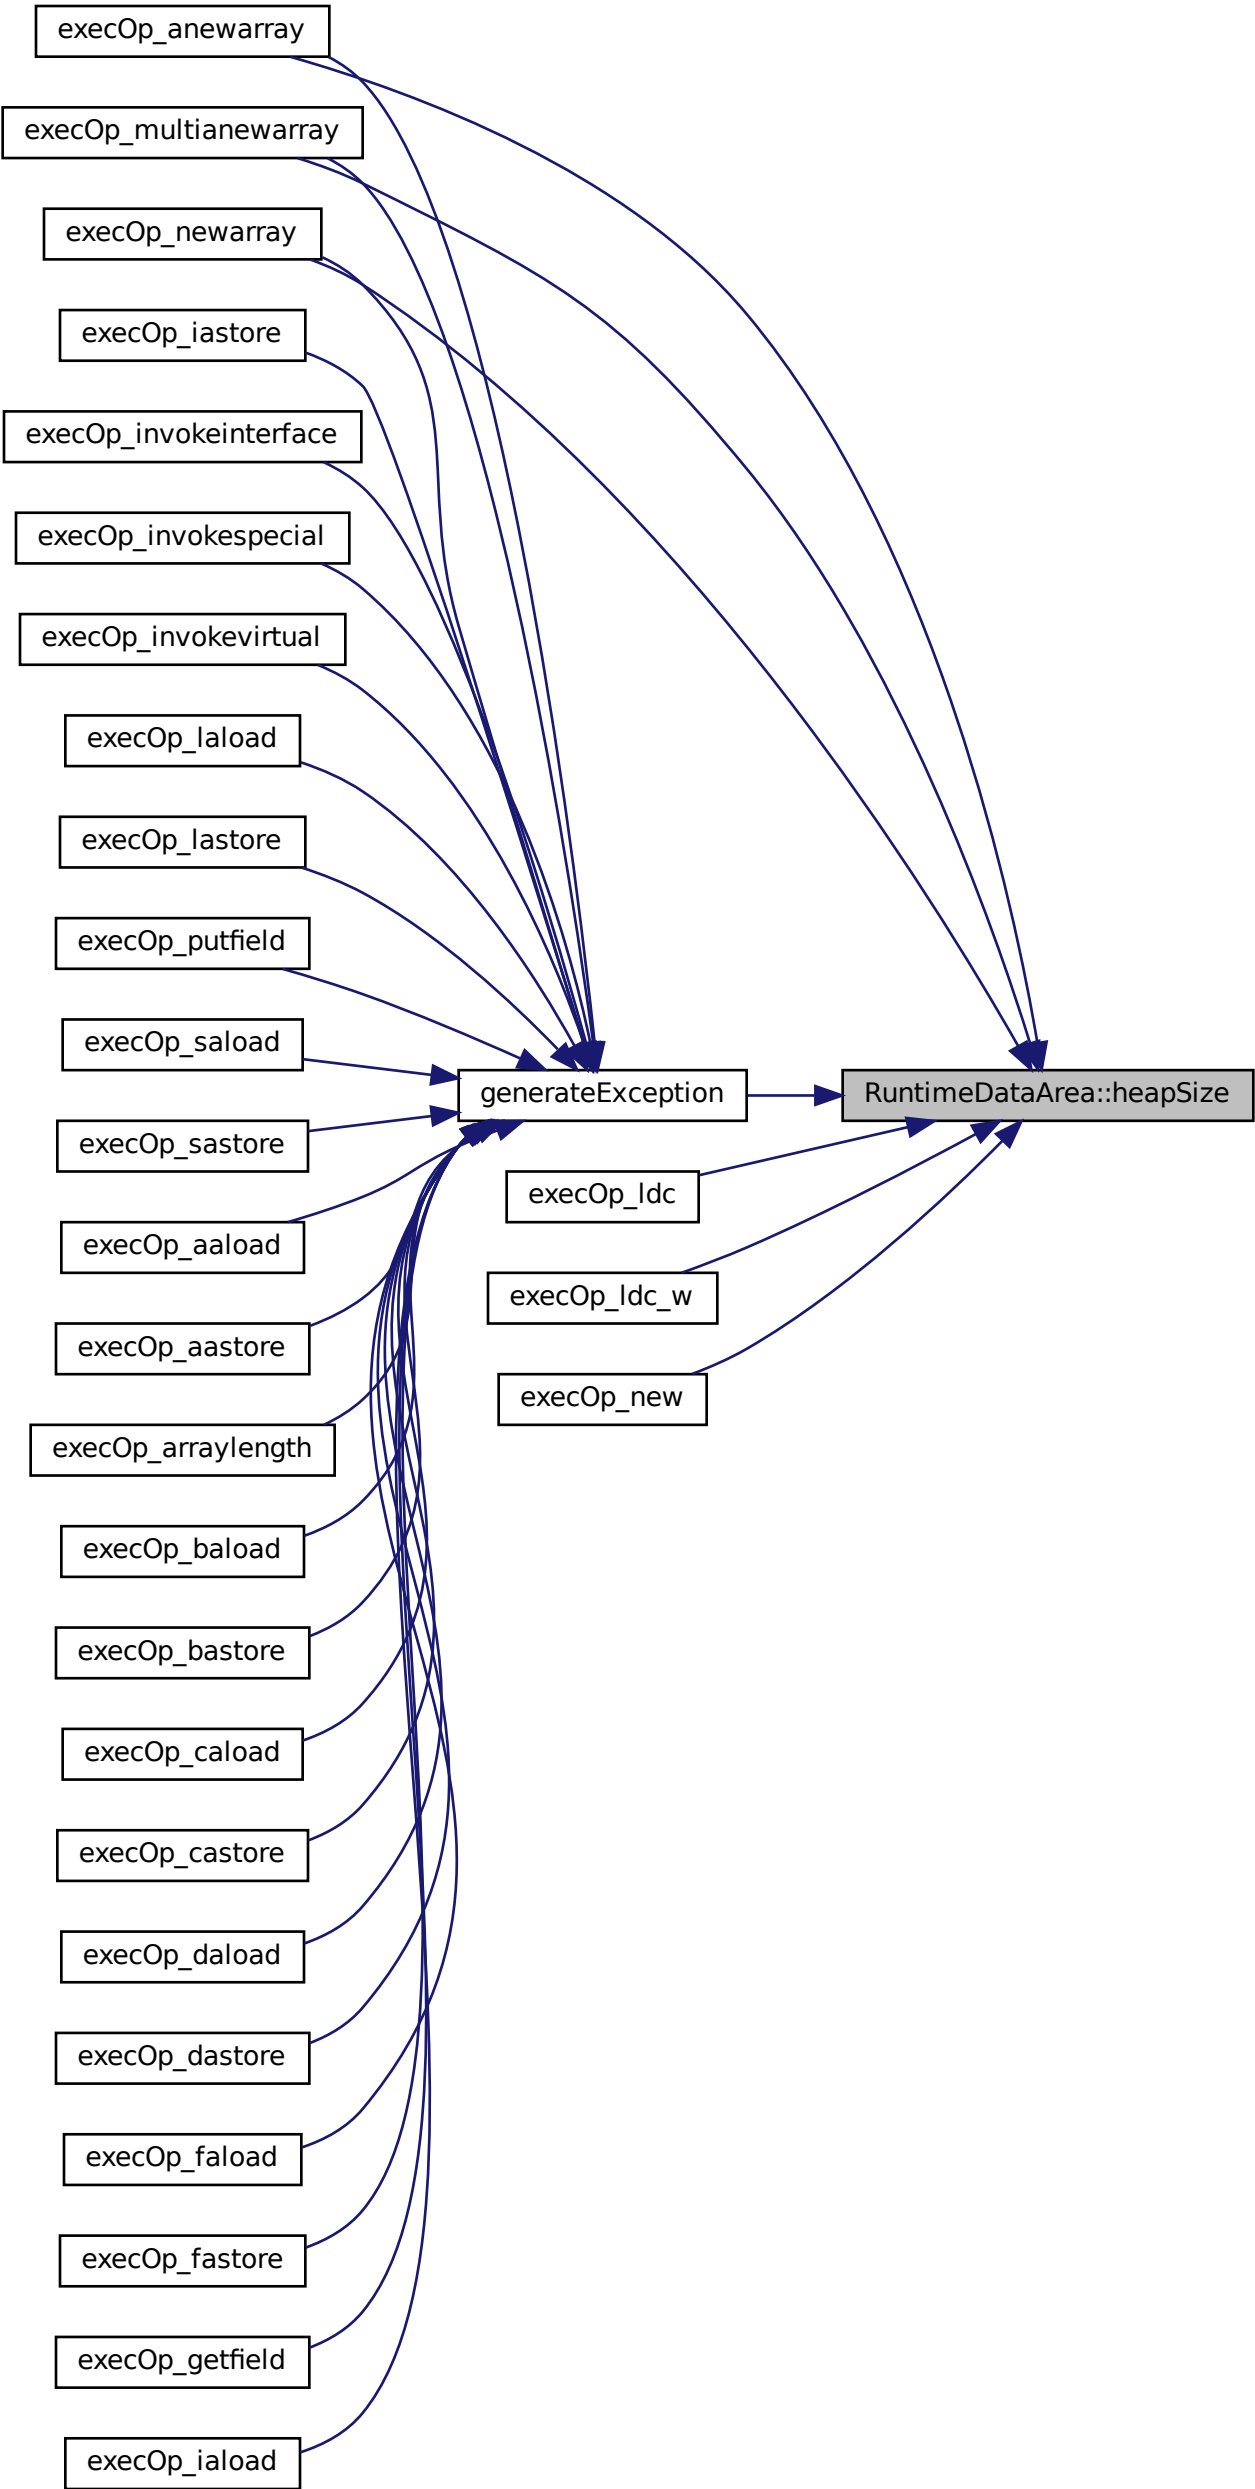 execOp_anewarray
execOp_multianewarray
execOp_newarray
execOp_iastore
execOp_invokeinterface
execOp_invokespecial
execOp_invokevirtual
execOp_laload
execOp_lastore
execOp_putfield
execOp_saload
generateException
RuntimeDataArea::heapSize
execOp_sastore
execOp_ldc
execOp_aaload
execOp_ldc_w
execOp_aastore
execOp_new
execOp_arraylength
execOp_baload
execOp_bastore
execOp_caload
execOp_castore
execOp_daload
execOp_dastore
execOp_faload
execOp_fastore
execOp_getfield
execOp_iaload